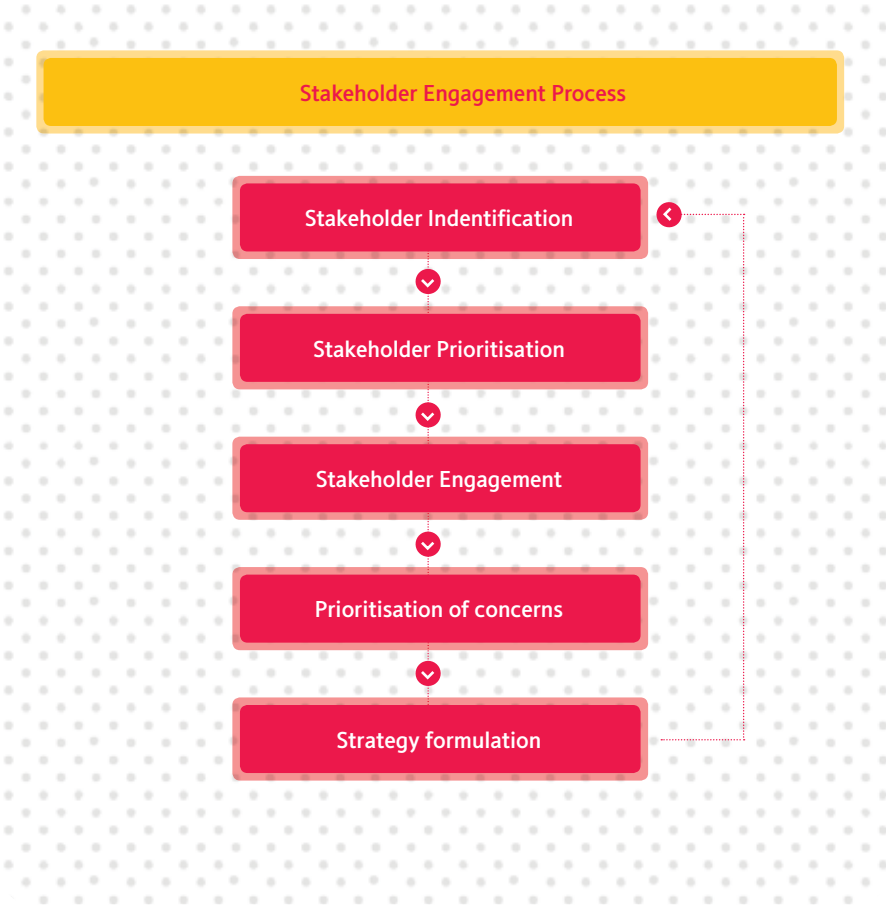 Stakeholder Engagement Process
Stakeholder Indentification
Stakeholder Prioritisation
Stakeholder Engagement
Prioritisation of concerns
Strategy formulation